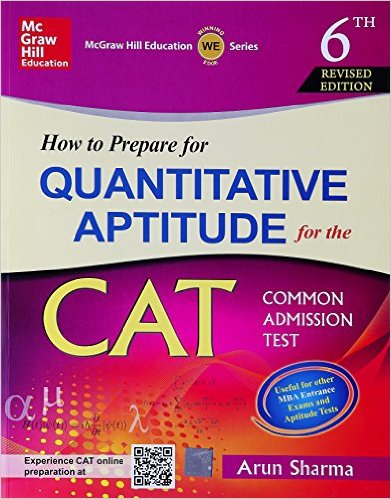 Mc
Graw
Hill
Education
McGraw Hill Education
WINNING
WE
EDGE
Series
6TH
REVISED
EDITION
How to Prepare for
QUANTITATIVE
APTITUDE for the
CAT
COMMON
ADMISSION
TEST
Useful for other
MBA Entrance
Exams and
Aptitude Tests
α μ
Experience CAT online
preparation at
Arun Sharma